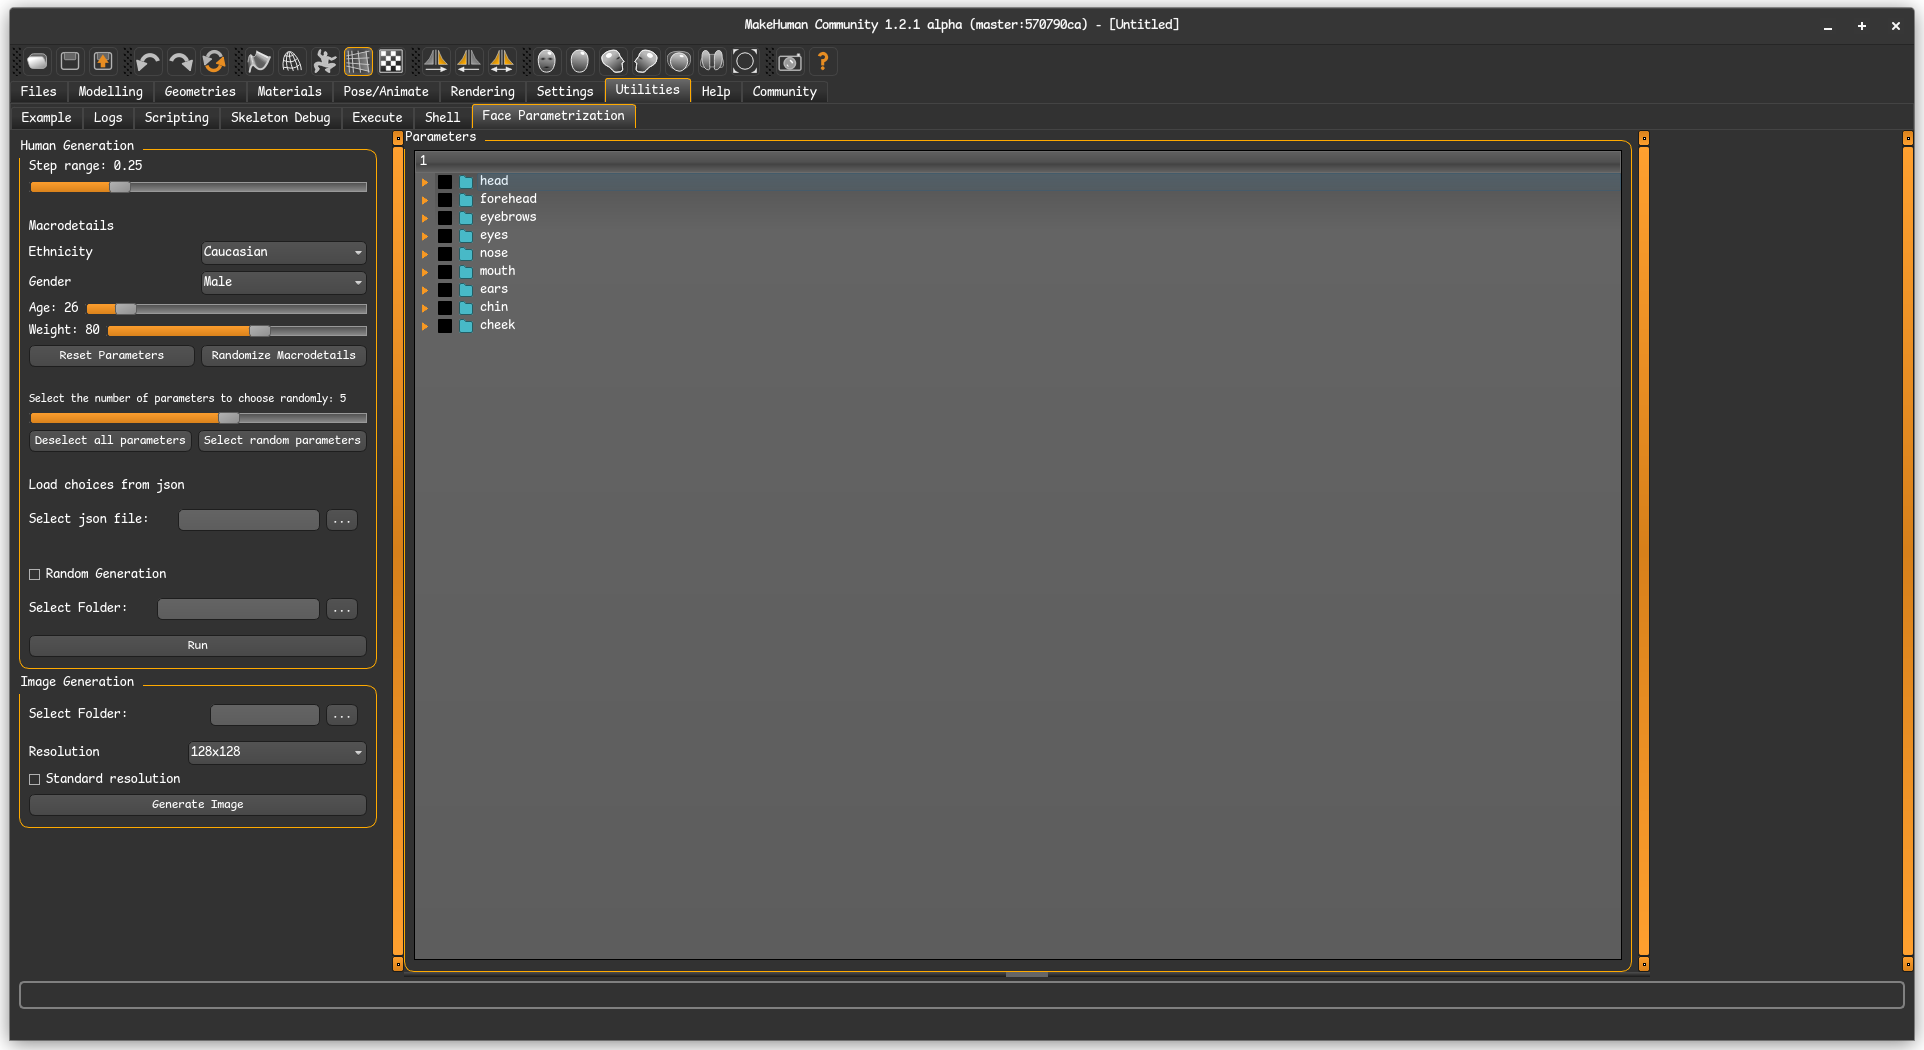 MakeHuman Community 1.2.1 alpha (master:570790ca) - [Untitled]
Files Modelling Geometries Materials Pose/Animate Rendering Settings Utilities Help Community
Example Logs Scripting Skeleton Debug Execute Shell Face Parametrization
Human Generation
Step range: 0.25
Macrodetails
Ethnicity Caucasian
Gender Male
Age: 26
Weight: 80
Reset Parameters Randomize Macrodetails
Select the number of parameters to choose randomly: 5
Deselect all parameters Select random parameters
Load choices from json
Select json file: ...
Random Generation
Select Folder: ...
Run
Image Generation
Select Folder: ...
Resolution 128x128
Standard resolution
Generate Image
Parameters
1
head
forehead
eyebrows
eyes
nose
mouth
ears
chin
cheek